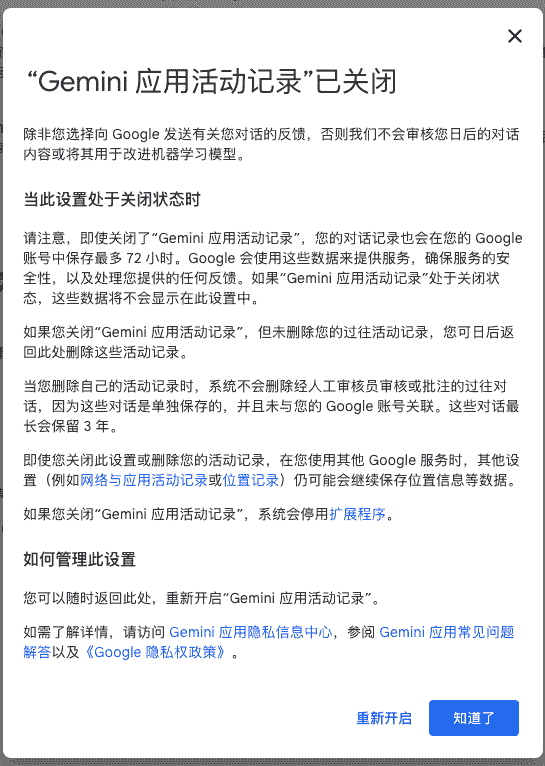 “Gemini 应用活动记录”已关闭
除非您选择向 Google 发送有关您对话的反馈，否则我们不会审核您日后的对话
内容或将其用于改进机器学习模型。
当此设置处于关闭状态时
请注意，即使关闭了“Gemini 应用活动记录”，您的对话记录也会在您的 Google
账号中保存最多 72 小时。Google 会使用这些数据来提供服务，确保服务的安
全性，以及处理您提供的任何反馈。如果“Gemini 应用活动记录”处于关闭状
态，这些数据将不会显示在此设置中。
如果您关闭“Gemini 应用活动记录”，但未删除您的过往活动记录，您可日后返
回此处删除这些活动记录。
当您删除自己的活动记录时，系统不会删除经人工审核员审核或批注的过往对
话，因为这些对话是单独保存的，并且未与您的 Google 账号关联。这些对话最
长会保留 3 年。
即使您关闭此设置或删除您的活动记录，在您使用其他 Google 服务时，其他设
置（例如网络与应用活动记录或位置记录）仍可能会继续保存位置信息等数据。
如果您关闭“Gemini 应用活动记录”，系统会停用扩展程序。
如何管理此设置
您可以随时返回此处，重新开启“Gemini 应用活动记录”。
如需了解详情，请访问 Gemini 应用隐私信息中心，参阅 Gemini 应用常见问题
解答以及《Google 隐私权政策》。
重新开启 知道了